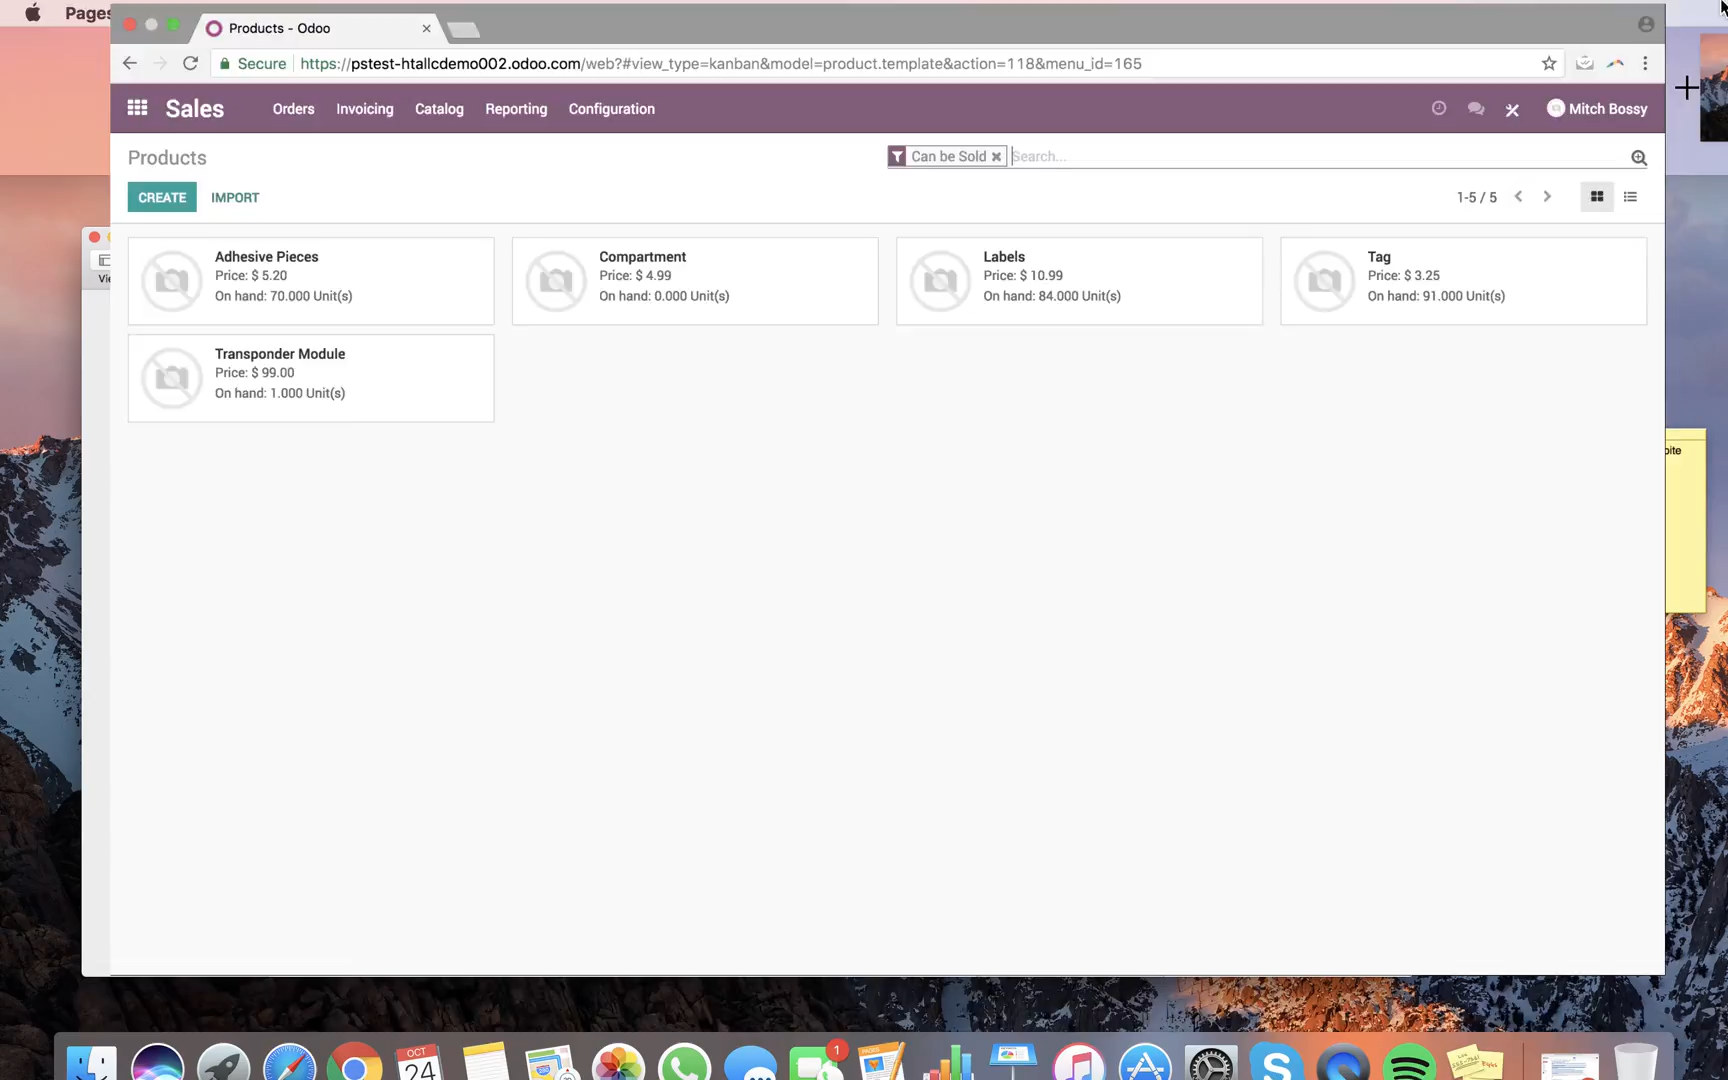 Pages
Products - Odoo
Secure https://pstest-htallcdemo002.odoo.com/web?#view_type=kanban&model=product.template&action=118&menu_id=165
Sales Orders Invoicing Catalog Reporting Configuration Mitch Bossy
Products Can be Sold Search...
CREATE IMPORT 1-5 / 5
Adhesive Pieces
Price: $ 5.20
On hand: 70.000 Unit(s)
Compartment
Price: $ 4.99
On hand: 0.000 Unit(s)
Labels
Price: $ 10.99
On hand: 84.000 Unit(s)
Tag
Price: $ 3.25
On hand: 91.000 Unit(s)
Transponder Module
Price: $ 99.00
On hand: 1.000 Unit(s)
OCT
24
1
PAGES